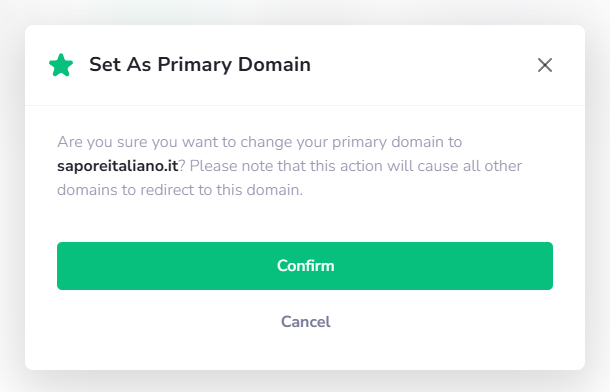 Set As Primary Domain
Are you sure you want to change your primary domain to
saporeitaliano.it? Please note that this action will cause all other
domains to redirect to this domain.
Confirm
Cancel